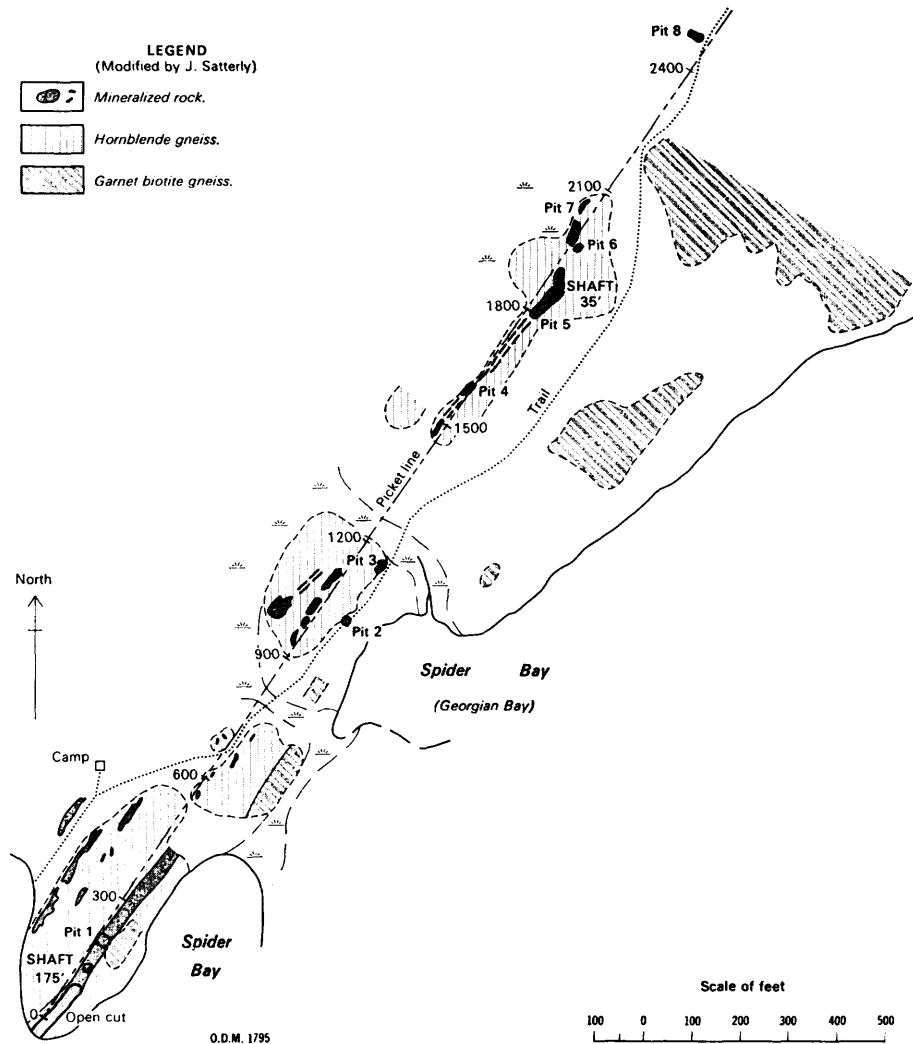 LEGEND
(Modified by J. Satterly)
Mineralized rock.
Hornblende gneiss.
Garnet biotite gneiss.
Pit 8
2400
2100
Pit 7
Pit 6
SHAFT
35'
1800
Pit 5
Pit 4
1500
Trail
Picket line
1200
Pit 3
Pit 2
900
North
Spider Bay
(Georgian Bay)
Camp
600
300
Pit 1
SHAFT
175'
Spider
Bay
0
Open cut
O.D.M. 1795
Scale of feet
100 0 100 200 300 400 500